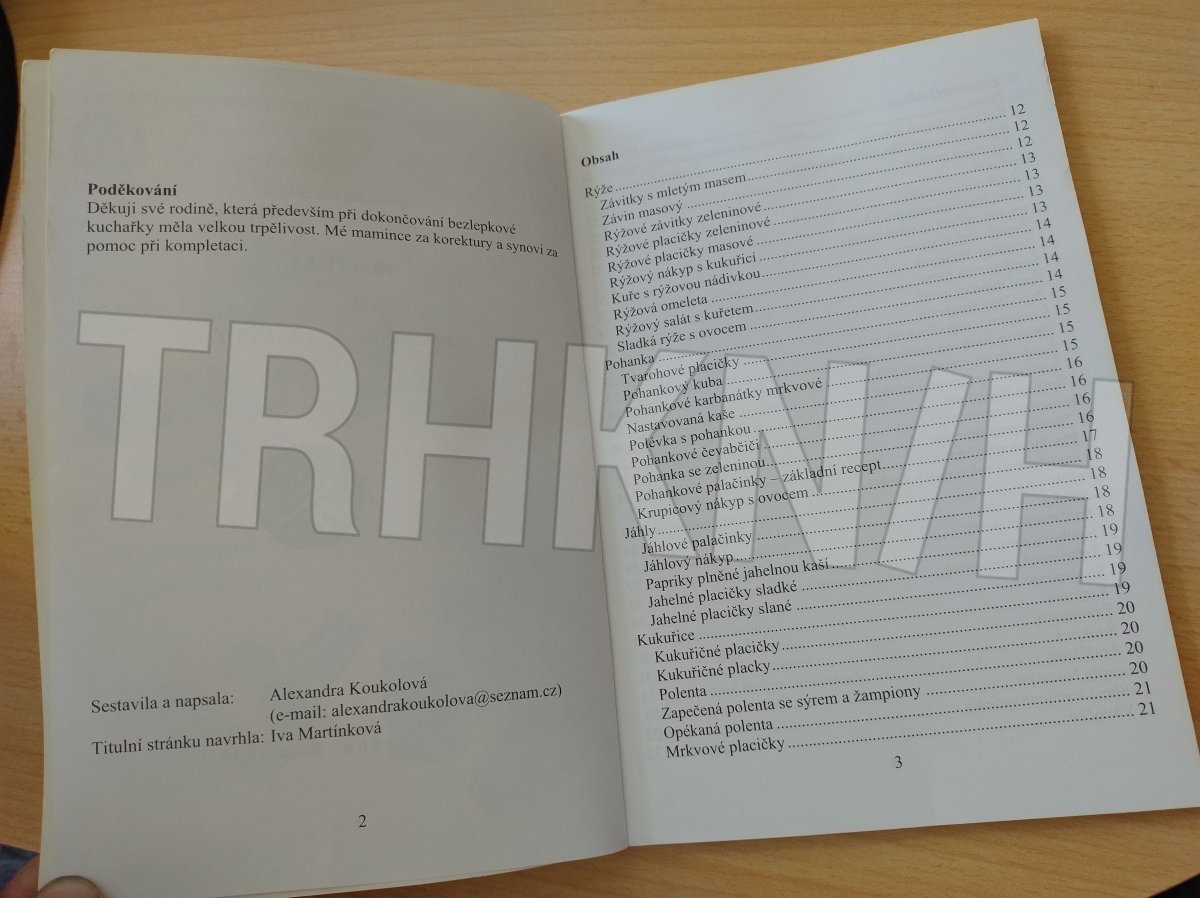 Poděkování
Děkuji své rodině, která především při dokončování bezlepkové
kuchařky měla velkou trpělivost. Mé mamince za korektury a synovi za
pomoc při kompletaci.
Sestavila a napsala: Alexandra Koukolová
(e-mail: alexandrakoukolova@seznam.cz)
Titulní stránku navrhla: Iva Martínková
2
Obsah
Rýže ........ 12
Závitky s mletým masem ........ 12
Závin masový ........ 12
Rýžové závitky zeleninové ........ 13
Rýžové placičky zeleninové ........ 13
Rýžové placičky masové ........ 13
Rýžový nákyp s kukuřicí ........ 13
Kuře s rýžovou nádivkou ........ 14
Rýžová omeleta ........ 14
Rýžový salát s kuřetem ........ 14
Sladká rýže s ovocem ........ 14
Pohanka ........ 15
Tvarohové placičky ........ 15
Pohankový kuba ........ 15
Pohankové karbanátky mrkvové ........ 15
Nastavovaná kaše ........ 16
Polévka s pohankou ........ 16
Pohankové čevabčiči ........ 16
Pohanka se zeleninou ........ 16
Pohankové palačinky – základní recept ........ 17
Krupicový nákyp s ovocem ........ 18
Jáhly ........ 18
Jáhlové palačinky ........ 18
Jáhlový nákyp ........ 18
Papriky plněné jahelnou kaší ........ 19
Jahelné placičky sladké ........ 19
Jahelné placičky slané ........ 19
Kukuřice ........ 19
Kukuřičné placičky ........ 20
Kukuřičné placky ........ 20
Polenta ........ 20
Zapečená polenta se sýrem a žampiony ........ 20
Opékaná polenta ........ 21
Mrkvové placičky ........ 21
3
TRHKNIH